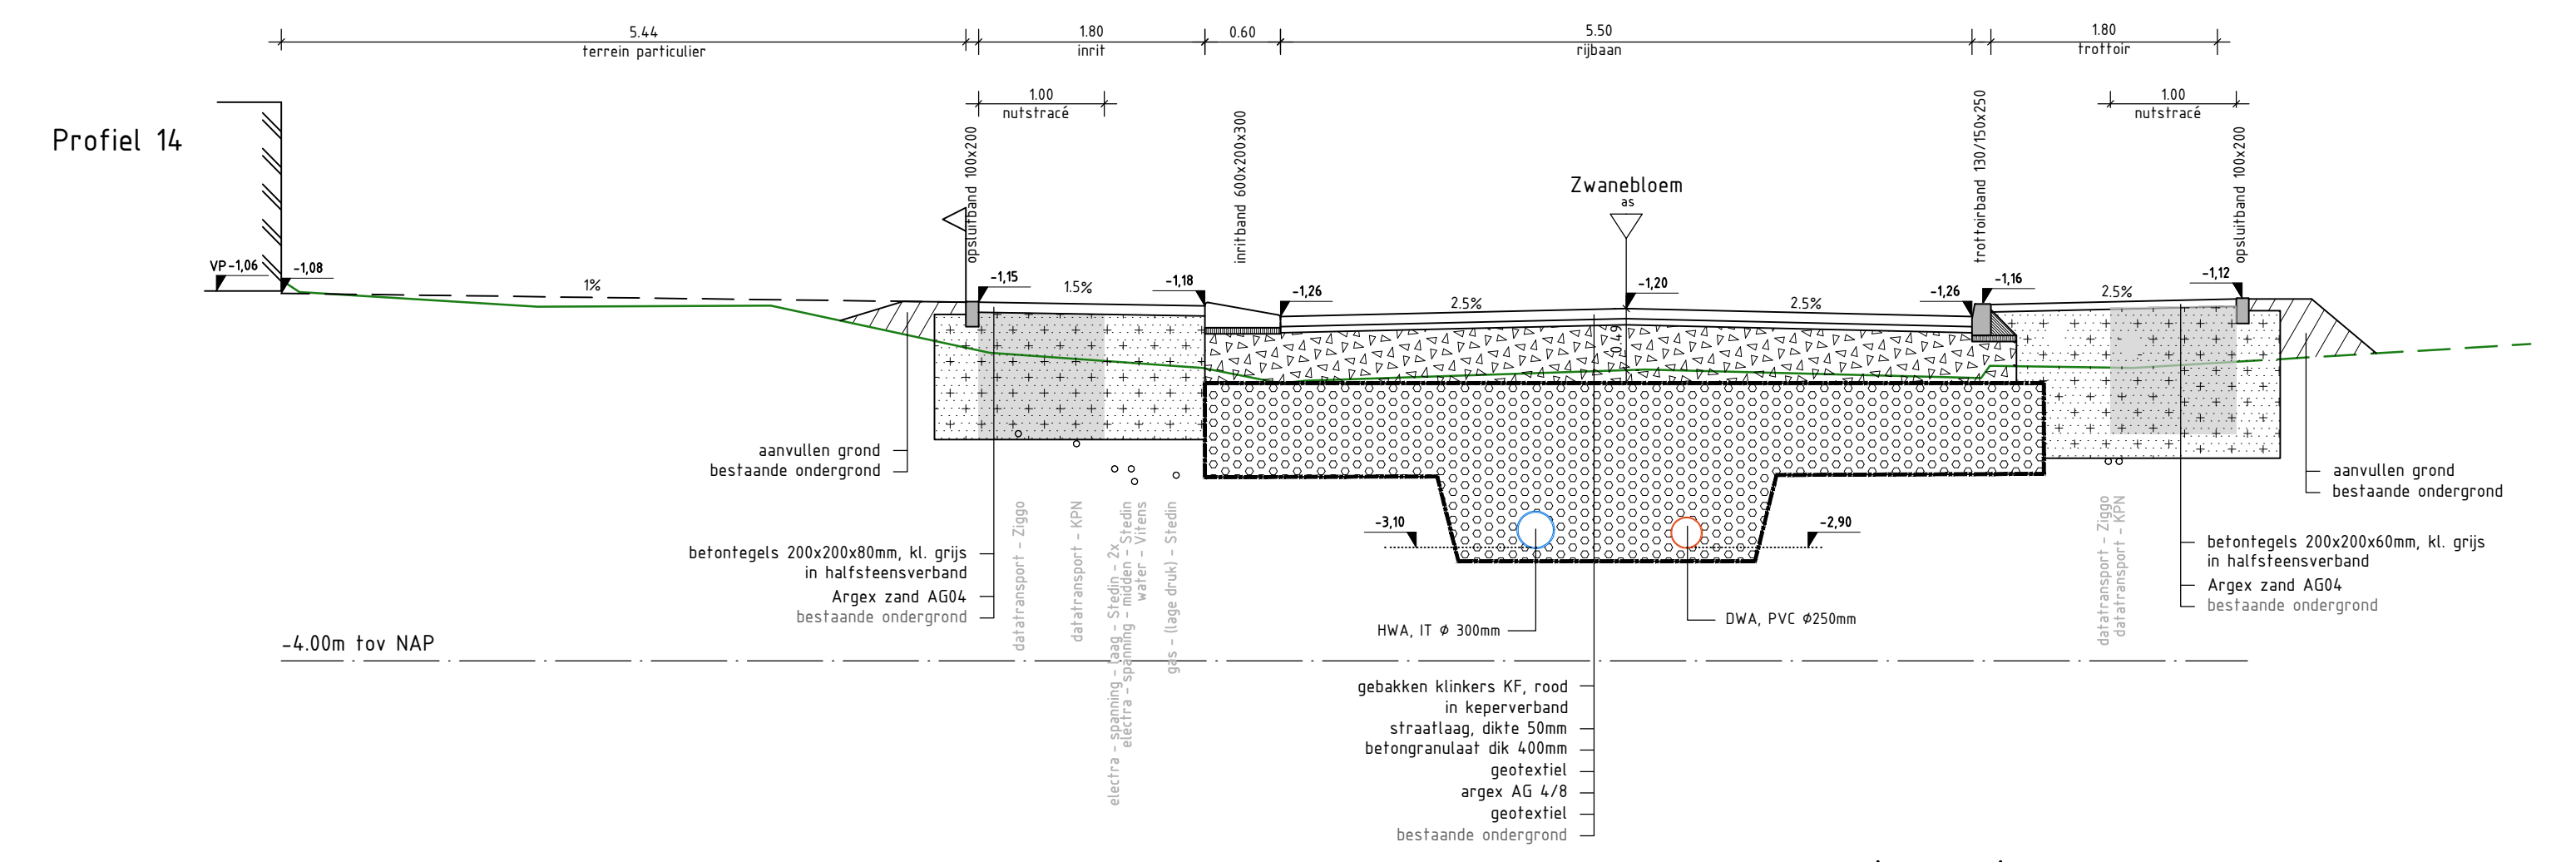 5.44
terrein particulier
1.80
inrit
0.60
5.50
rijbaan
1.80
trottoir
1.00
nutstracé
1.00
nutstracé
Profiel 14
opsluitband 100x200
inritband 600x200x300
trottoirband 130/150x250
opsluitband 100x200
Zwanebloem
as
VP -1,06
-1,08
1%
-1,15
1.5%
-1,18
-1,26
2.5%
-1,20
2.5%
-1,26
-1,16
2.5%
-1,12
0.49
aanvullen grond
bestaande ondergrond
betontegels 200x200x80mm, kl. grijs
in halfsteensverband
Argex zand AG04
bestaande ondergrond
datatransport - Ziggo
datatransport - KPN
electra - spanning - laag - Stedin - 2x
electra - spanning - midden - Stedin
water - Vitens
gas - (lage druk) - Stedin
-3,10
-2,90
HWA, IT Ø 300mm
DWA, PVC Ø250mm
datatransport - Ziggo
datatransport - KPN
aanvullen grond
bestaande ondergrond
betontegels 200x200x60mm, kl. grijs
in halfsteensverband
Argex zand AG04
bestaande ondergrond
-4.00m tov NAP
gebakken klinkers KF, rood
in keperverband
straatlaag, dikte 50mm
betongranulaat dik 400mm
geotextiel
argex AG 4/8
geotextiel
bestaande ondergrond